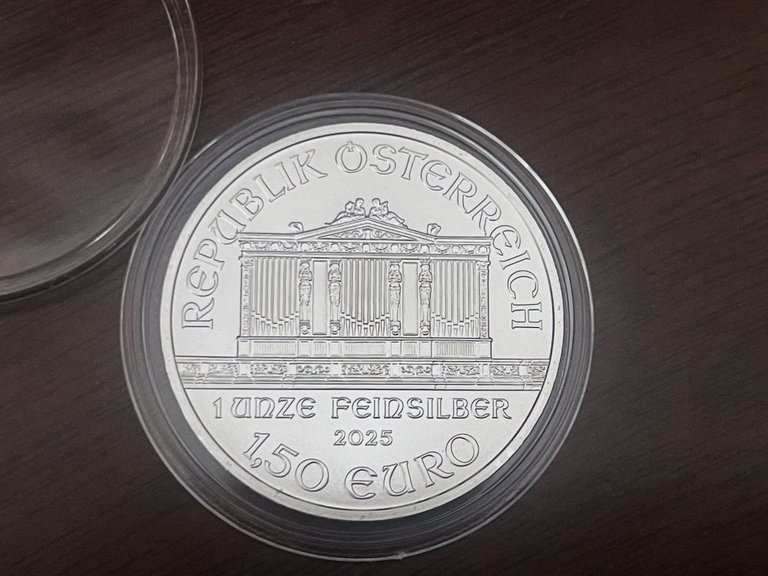 REPUBLIK ÖSTERREICH
1 UNZE FEINSILBER
2025
1,50 EURO